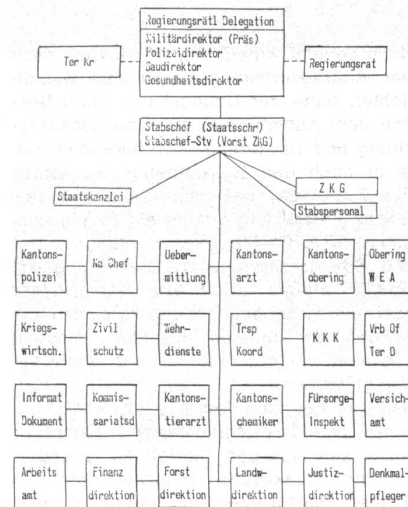 Regierungsrätl Delegation
Militärdirektor (Präs)
Polizeidirektor
Baudirektor
Gesundheitsdirektor
Ter Kr
Regierungsrat
Stabschef (Staatsschr)
Stabschef-Stv (Vorst ZKG)
Staatskanzlei
Z K G
Stabspersonal
Kantons-
polizei
Na Chef
Ueber-
mittlung
Kantons-
arzt
Kantons-
obering
Obering
W E A
Kriegs-
wirtsch.
Zivil
schutz
Wehr-
dienste
Trsp
Koord
K K K
Vrb Of
Ter D
Informat
Dokument
Kommis-
sariatsd
Kantons-
tierarzt
Kantons-
chemiker
Fürsorge-
Inspekt
Versich-
amt
Arbeits
amt
Finanz
direktion
Forst
direktion
Landw-
direktion
Justiz-
direktion
Denkmal-
pfleger